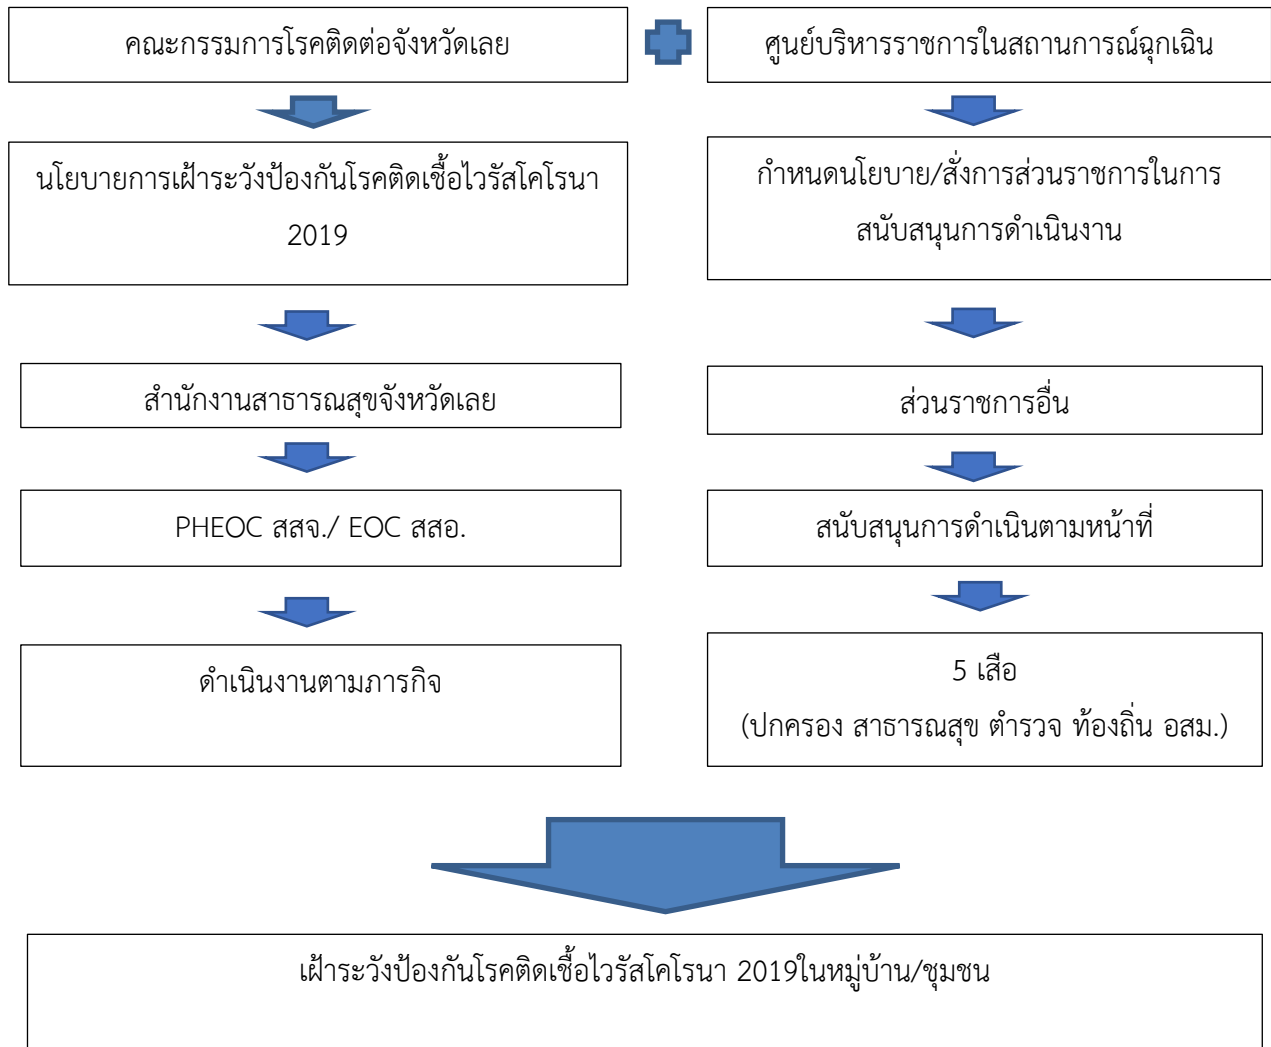 คณะกรรมการโรคติดต่อจังหวัดเลย
ศูนย์บริหารราชการในสถานการณ์ฉุกเฉิน
นโยบายการเฝ้าระวังป้องกันโรคติดเชื้อไวรัสโคโรนา
2019
กำหนดนโยบาย/สั่งการส่วนราชการในการ
สนับสนุนการดำเนินงาน
สำนักงานสาธารณสุขจังหวัดเลย
ส่วนราชการอื่น
PHEOC สสจ./ EOC สสอ.
สนับสนุนการดำเนินตามหน้าที่
ดำเนินงานตามภารกิจ
5 เสือ
(ปกครอง สาธารณสุข ตำรวจ ท้องถิ่น อสม.)
เฝ้าระวังป้องกันโรคติดเชื้อไวรัสโคโรนา 2019ในหมู่บ้าน/ชุมชน